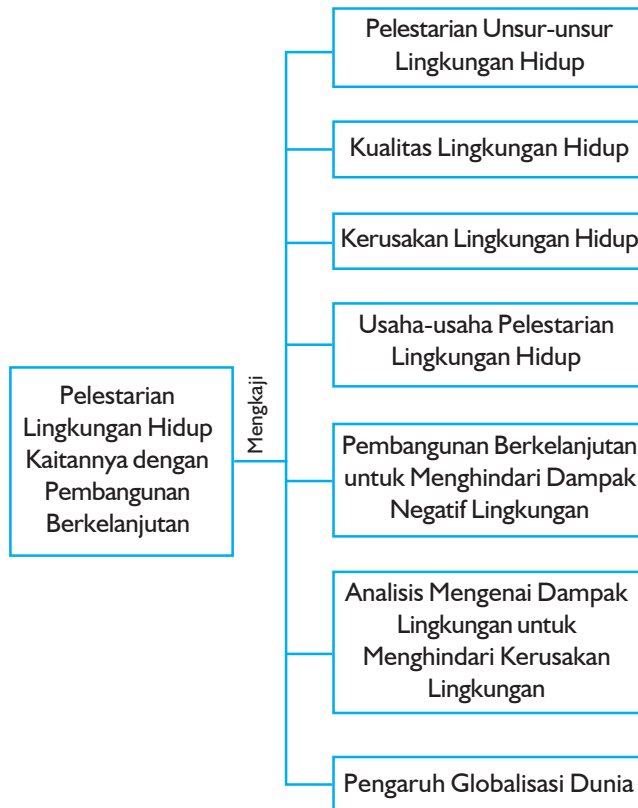 Pelestarian
Lingkungan Hidup
Kaitannya dengan
Pembangunan
Berkelanjutan
Mengkaji
Pelestarian Unsur-unsur
Lingkungan Hidup
Kualitas Lingkungan Hidup
Kerusakan Lingkungan Hidup
Usaha-usaha Pelestarian
Lingkungan Hidup
Pembangunan Berkelanjutan
untuk Menghindari Dampak
Negatif Lingkungan
Analisis Mengenai Dampak
Lingkungan untuk
Menghindari Kerusakan
Lingkungan
Pengaruh Globalisasi Dunia